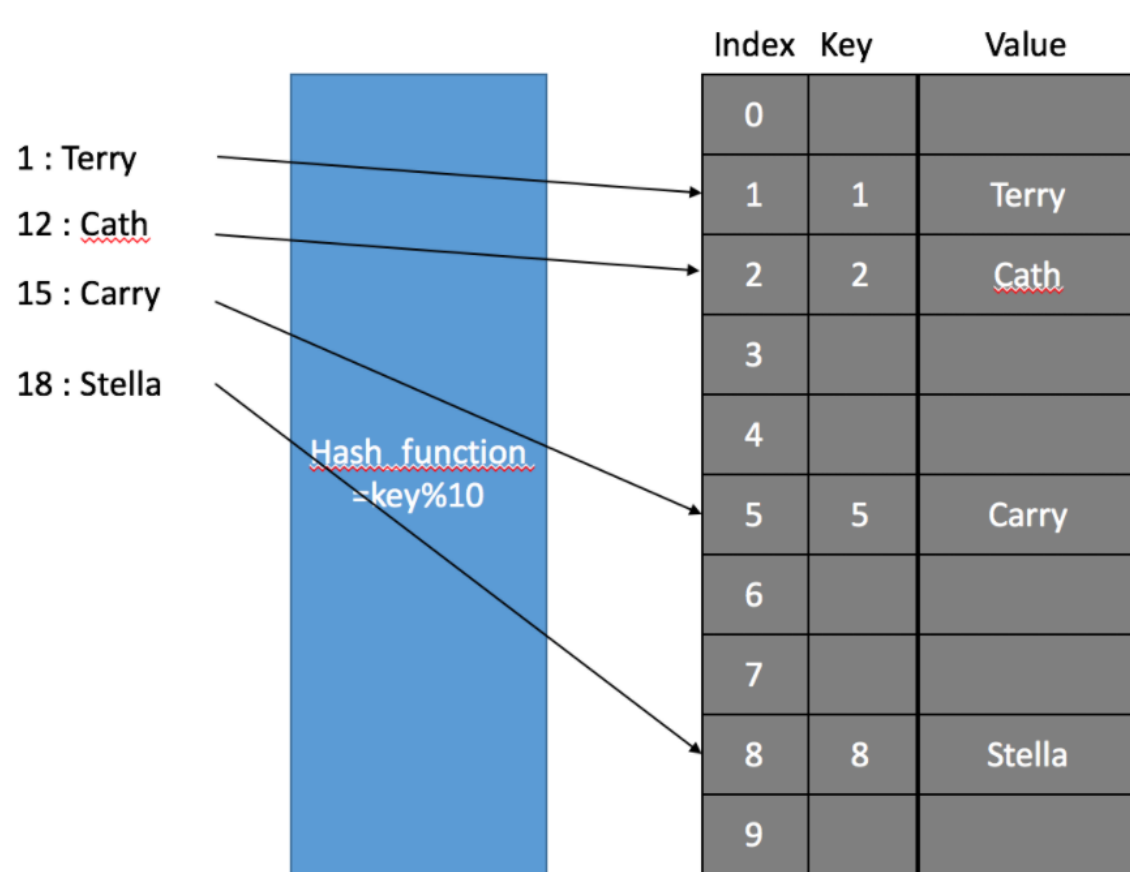 Index Key Value
1 : Terry
12 : Cath
15 : Carry
18 : Stella
Hash function
=key%10
0
1 1 Terry
2 2 Cath
3
4
5 5 Carry
6
7
8 8 Stella
9